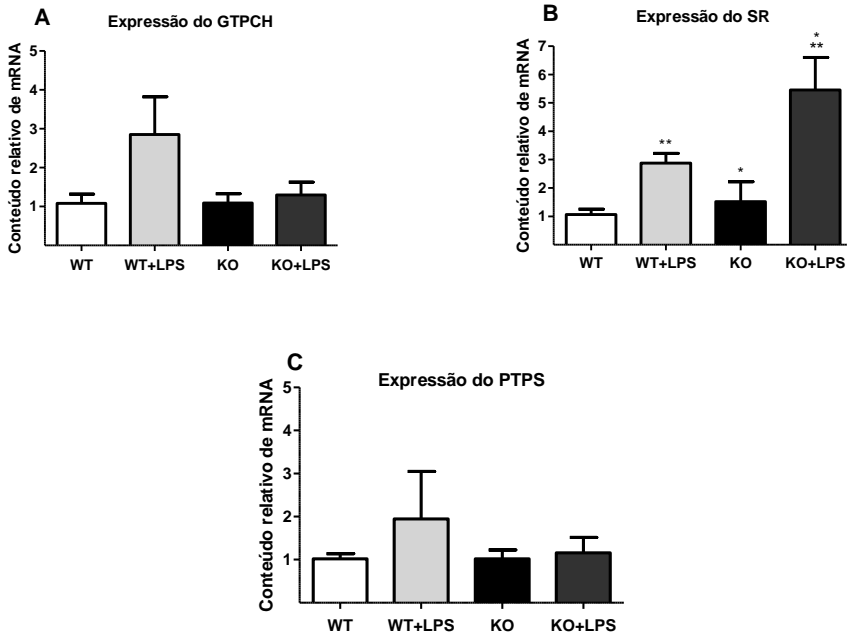 A
Expressão do GTPCH
Conteúdo relativo de mRNA
5
4
3
2
1
WT WT+LPS KO KO+LPS
B
Expressão do SR
Conteúdo relativo de mRNA
7
6
5
4
3
2
1
**
*
*
**
WT WT+LPS KO KO+LPS
C
Expressão do PTPS
Conteúdo relativo de mRNA
5
4
3
2
1
WT WT+LPS KO KO+LPS